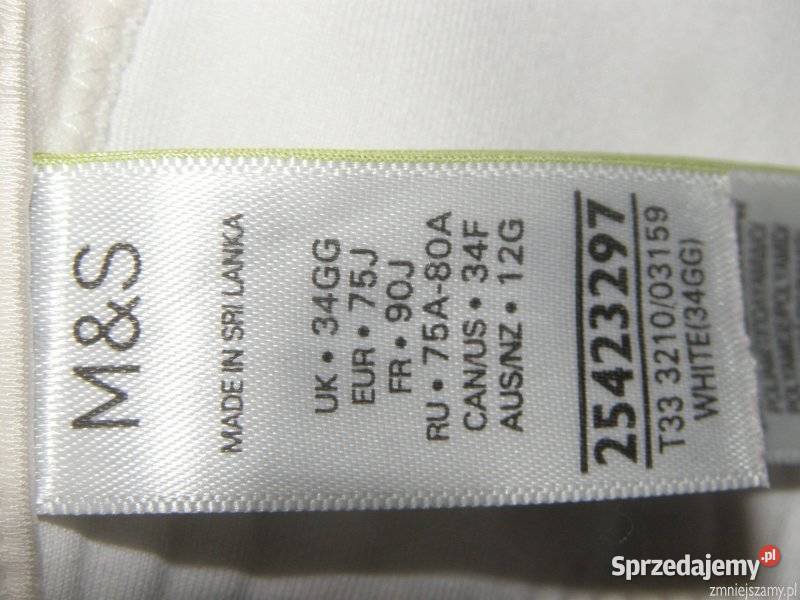 M&S
MADE IN SRI LANKA
UK • 34GG
EUR • 75J
FR • 90J
RU • 75A-80A
CAN/US • 34F
AUS/NZ • 12G
25423297
T33 3210/03159
WHITE(34GG)
Sprzedajemy.pl
zmniejszamy.pl